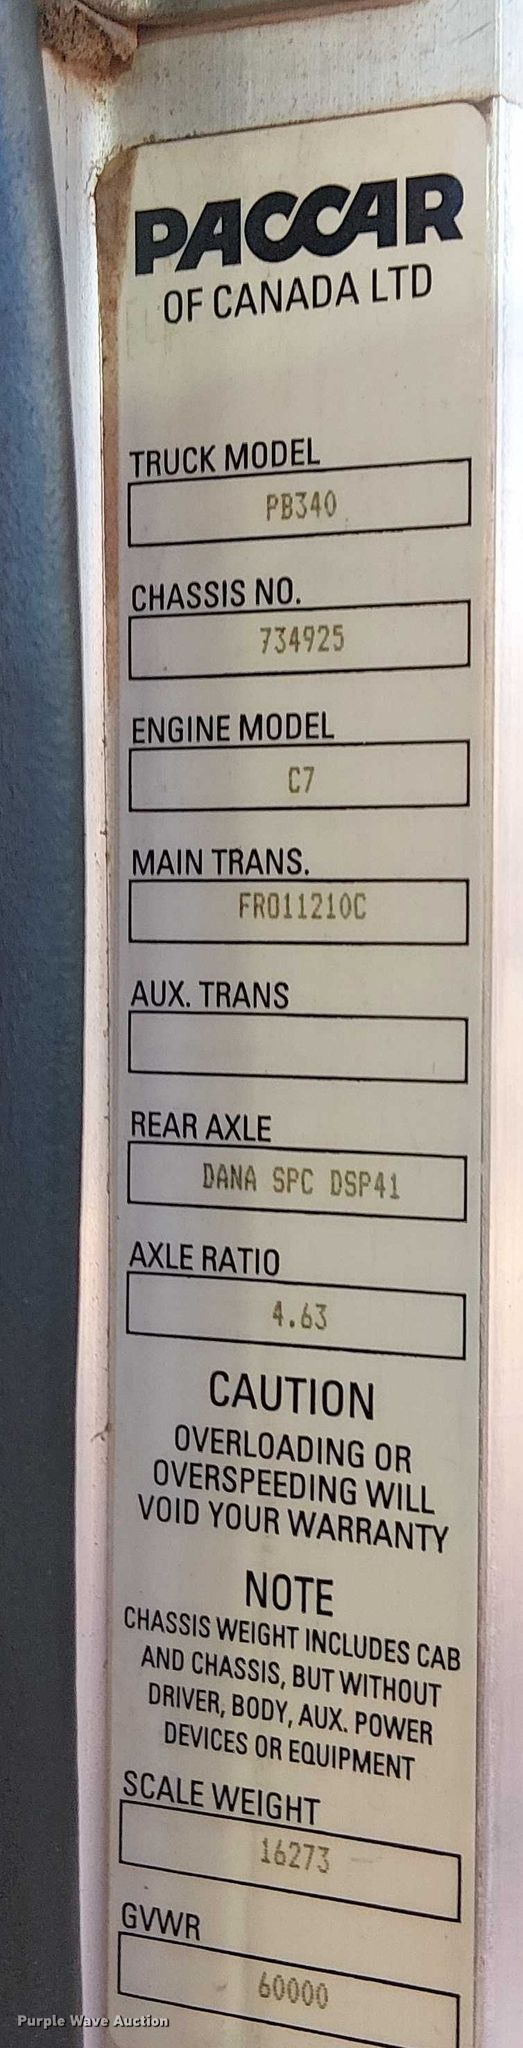 PACCAR
OF CANADA LTD
TRUCK MODEL
PB340
CHASSIS NO.
734925
ENGINE MODEL
C7
MAIN TRANS.
FRO11210C
AUX. TRANS
REAR AXLE
DANA SPC DSP41
AXLE RATIO
4.63
CAUTION
OVERLOADING OR
OVERSPEEDING WILL
VOID YOUR WARRANTY
NOTE
CHASSIS WEIGHT INCLUDES CAB
AND CHASSIS, BUT WITHOUT
DRIVER, BODY, AUX. POWER
DEVICES OR EQUIPMENT
SCALE WEIGHT
16273
GVWR
60000
Purple Wave Auction